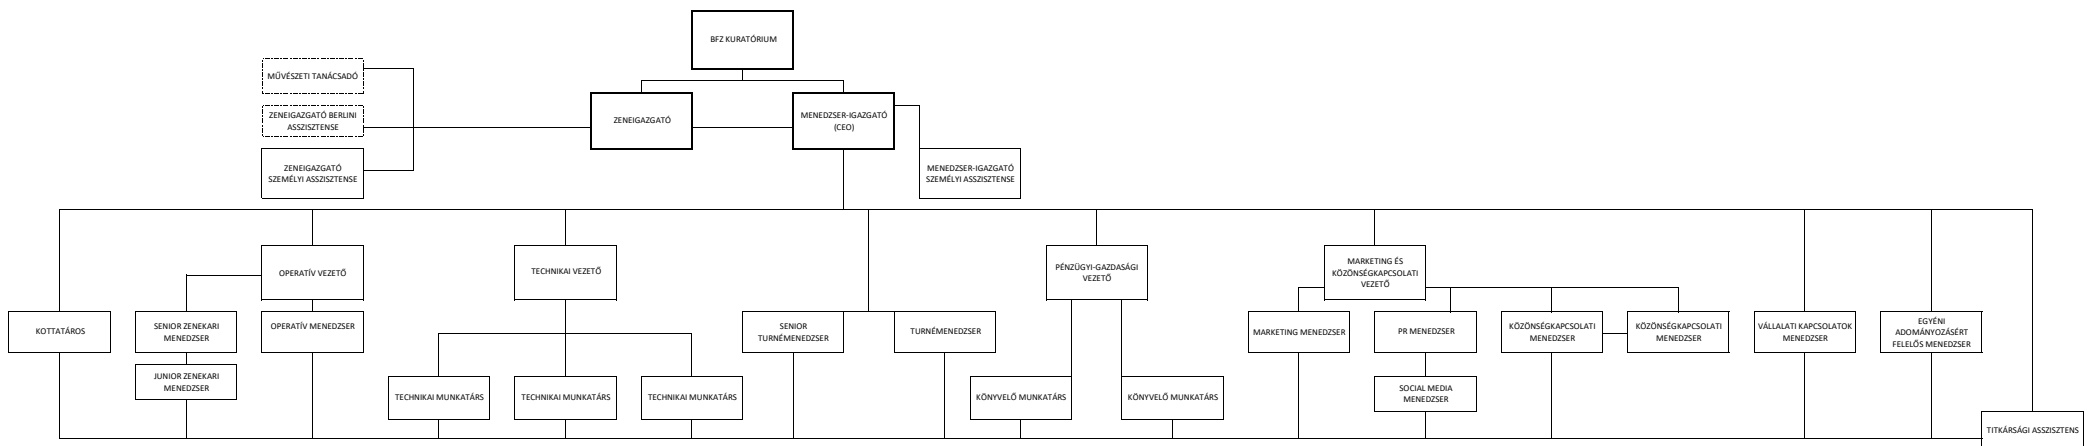 BFZ KURATÓRIUM
MŰVÉSZETI TANÁCSADÓ
ZENEIGAZGATÓ BERLINI
ASSZISZTENSE
ZENEIGAZGATÓ
MENEDZSER-IGAZGATÓ
(CEO)
ZENEIGAZGATÓ
SZEMÉLYI ASSZISZTENSE
MENEDZSER-IGAZGATÓ
SZEMÉLYI ASSZISZTENSE
OPERATÍV VEZETŐ
TECHNIKAI VEZETŐ
PÉNZÜGYI-GAZDASÁGI
VEZETŐ
MARKETING ÉS
KÖZÖNSÉGKAPCSOLATI
VEZETŐ
KOTTATÁROS
SENIOR ZENEKARI
MENEDZSER
OPERATÍV MENEDZSER
SENIOR
TURNÉMENEDZSER
TURNÉMENEDZSER
MARKETING MENEDZSER
PR MENEDZSER
KÖZÖNSÉGKAPCSOLATI
MENEDZSER
KÖZÖNSÉGKAPCSOLATI
MENEDZSER
VÁLLALATI KAPCSOLATOK
MENEDZSER
EGYÉNI
ADOMÁNYOZÁSÉRT
FELELŐS MENEDZSER
JUNIOR ZENEKARI
MENEDZSER
TECHNIKAI MUNKATÁRS
TECHNIKAI MUNKATÁRS
TECHNIKAI MUNKATÁRS
KÖNYVELŐ MUNKATÁRS
KÖNYVELŐ MUNKATÁRS
SOCIAL MEDIA
MENEDZSER
TITKÁRSÁGI ASSZISZTENS